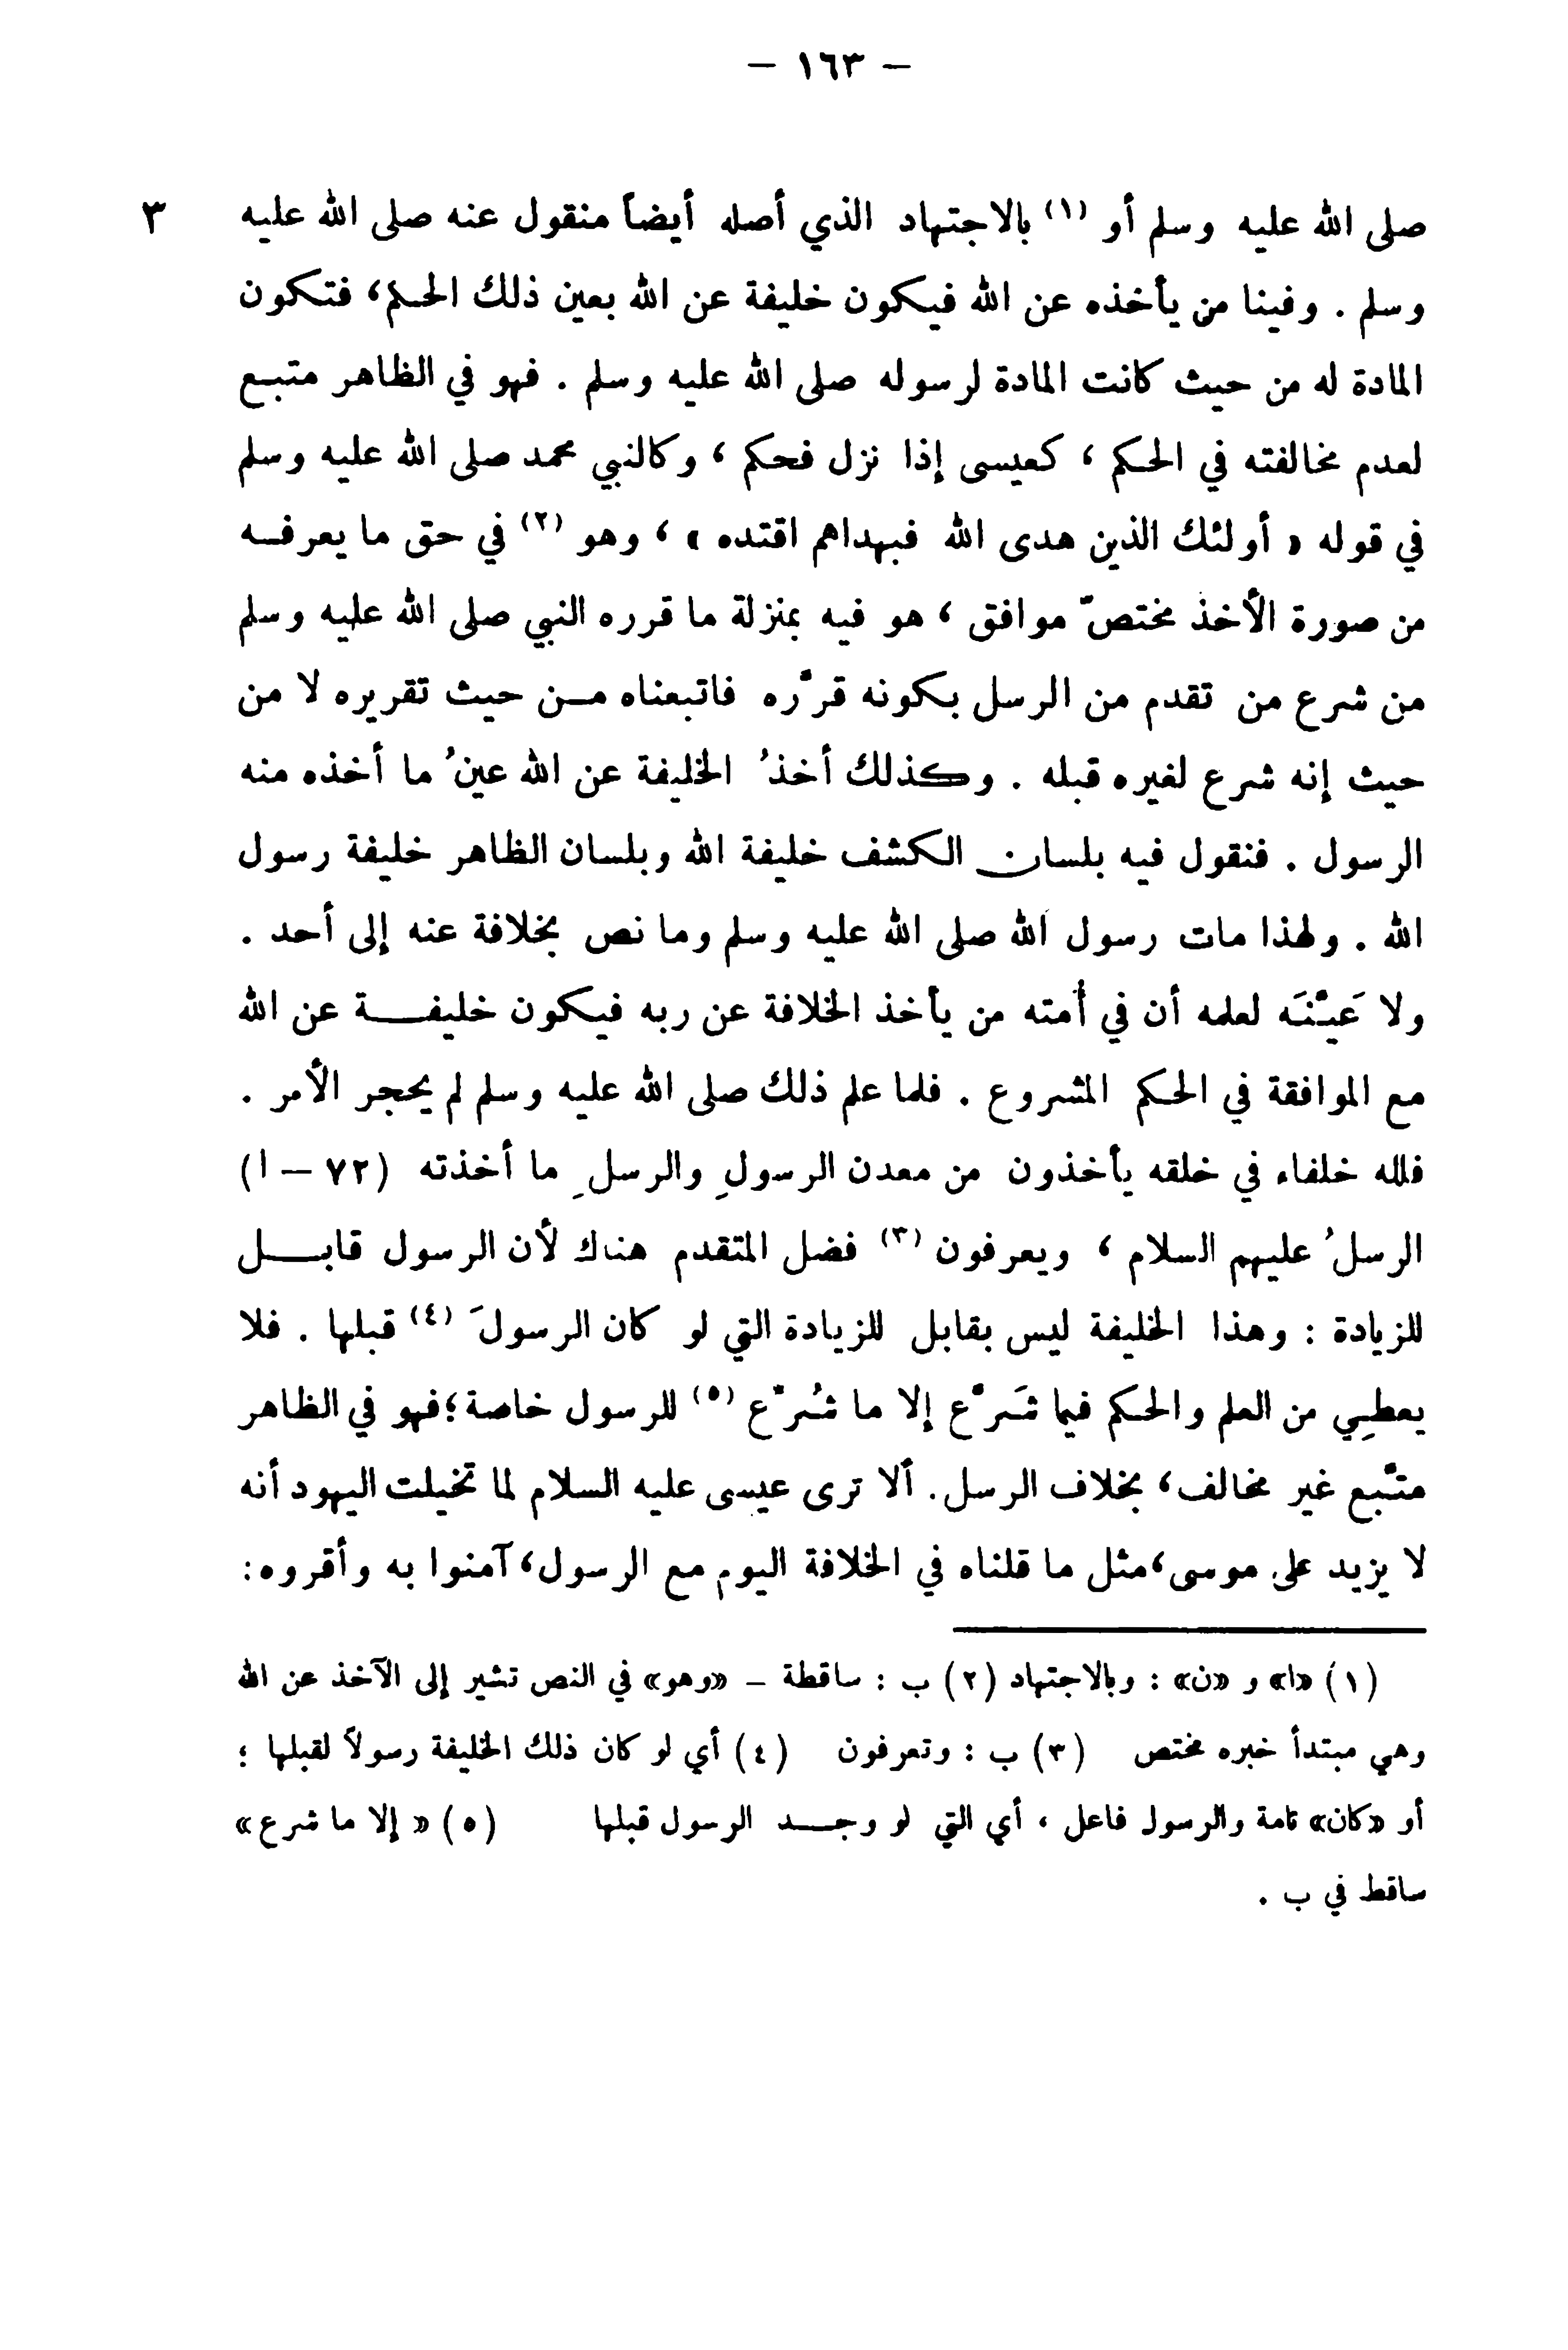 – ١٦٣ –
صلى الله عليه وسلم أو (١) بالاجتهاد الذي أصله أيضاً منقول عنه صلى الله عليه ٣
وسلم . وفينا من يأخذه عن الله فيكون خليفة عن الله بعين ذلك الحكم، فتكون
المادة له من حيث كانت المادة لرسوله صلى الله عليه وسلم . فهو في الظاهر متبع
لعدم مخالفته في الحكم ، كعيسى إذا نزل فحكم ، وكالنبي محمد صلى الله عليه وسلم
في قوله « أولئك الذين هدى الله فبهداهم اقتده » ، وهو (٢) في حق ما يعرفه
من صورة الأخذ مختصّ موافق ، هو فيه بمنزلة ما قرره النبي صلى الله عليه وسلم
من شرع من تقدم من الرسل بكونه قرَّره فاتبعناه من حيث تقريره لا من
حيث إنه شرع لغيره قبله . وكذلك أخذُ الخليفة عن الله عينُ ما أخذه منه
الرسول . فنقول فيه بلسان الكشف خليفة الله وبلسان الظاهر خليفة رسول
الله . ولهذا مات رسول الله صلى الله عليه وسلم وما نص بخلافة عنه إلى أحد .
ولا عَيَّنَه لعلمه أن في أُمته من يأخذ الخلافة عن ربه فيكون خليفة عن الله
مع الموافقة في الحكم المشروع . فلما علم ذلك صلى الله عليه وسلم لم يحجر الأمر .
فلله خلفاء في خلقه يأخذون من معدن الرسولِ والرسلِ ما أخذته (٧٢ – ا)
الرسلُ عليهم السلام ، ويعرفون (٣) فضل المتقدم هناك لأن الرسول قابل
للزيادة : وهذا الخليفة ليس بقابل للزيادة التي لو كان الرسولَ (٤) قبلها . فلا
يعطِي من العلم والحكم فيما شَرَّع إلا ما شُرِّع (٥) للرسول خاصة؛ فهو في الظاهر
متَّبع غير مخالف، بخلاف الرسل. ألا ترى عيسى عليه السلام لما تخيلت اليهود أنه
لا يزيد على موسى، مثل ما قلناه في الخلافة اليوم مع الرسول، آمنوا به وأقروه:
(١) «ا» و «ن» : وبالاجتهاد (٢) ب : ساقطة – «وهو» في النص تشير إلى الآخذ عن الله
وهي مبتدأ خبره مختص (٣) ب : وتعرفون (٤) أي لو كان ذلك الخليفة رسولاً لقبلها ؛
أو «كان» تامة والرسول فاعل ، أي التي لو وجد الرسول قبلها (٥) « إلا ما شرع»
ساقط في ب .